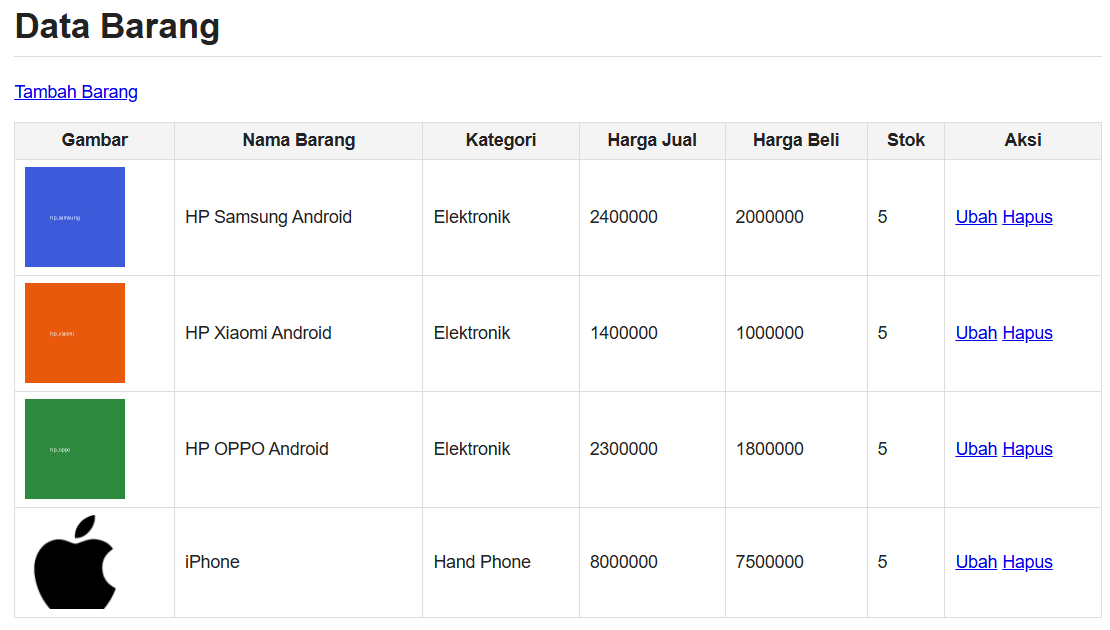 Data Barang
Tambah Barang
Gambar Nama Barang Kategori Harga Jual Harga Beli Stok Aksi
hp_samsung HP Samsung Android Elektronik 2400000 2000000 5 Ubah Hapus
hp_xiaomi HP Xiaomi Android Elektronik 1400000 1000000 5 Ubah Hapus
hp_oppo HP OPPO Android Elektronik 2300000 1800000 5 Ubah Hapus
iPhone Hand Phone 8000000 7500000 5 Ubah Hapus